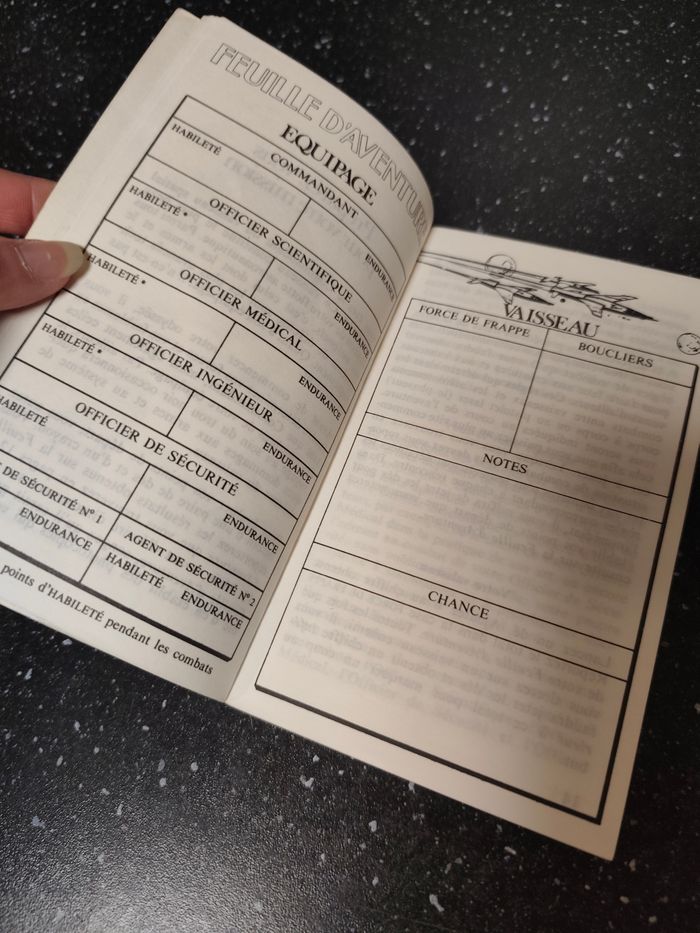 FEUILLE D'AVENTURE
EQUIPAGE
COMMANDANT
HABILETÉ
ENDURANCE
OFFICIER SCIENTIFIQUE
HABILETÉ *
ENDURANCE
OFFICIER MÉDICAL
HABILETÉ *
ENDURANCE
OFFICIER INGÉNIEUR
HABILETÉ *
ENDURANCE
OFFICIER DE SÉCURITÉ
HABILETÉ
ENDURANCE
DE SÉCURITÉ N° 1
ENDURANCE
AGENT DE SÉCURITÉ N° 2
HABILETÉ ENDURANCE
points d'HABILETÉ pendant les combats
VAISSEAU
FORCE DE FRAPPE
BOUCLIERS
NOTES
CHANCE